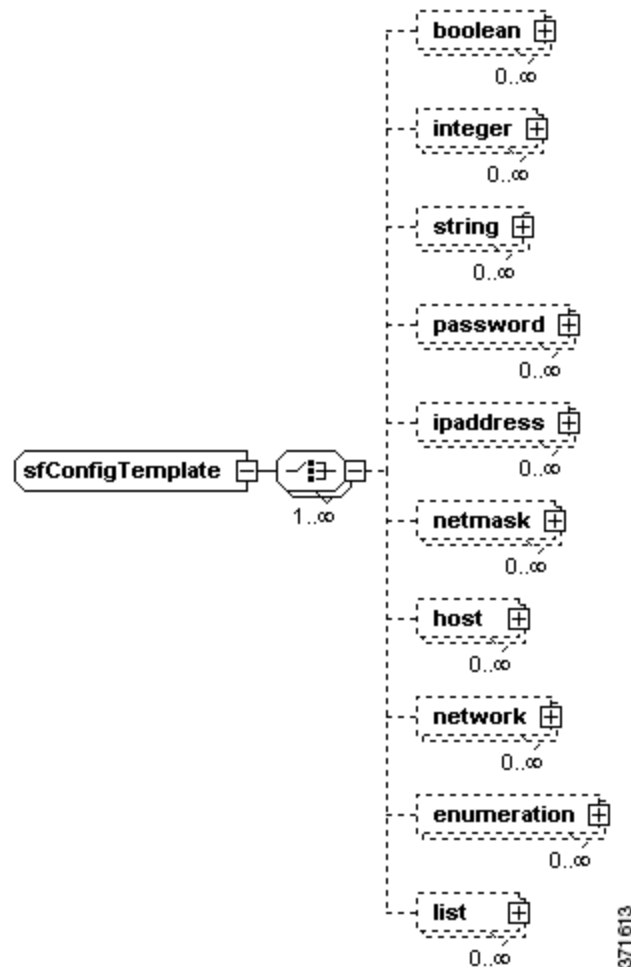 boolean
0..∞
integer
0..∞
string
0..∞
password
0..∞
ipaddress
0..∞
sfConfigTemplate
1..∞
netmask
0..∞
host
0..∞
network
0..∞
enumeration
0..∞
list
0..∞
371613